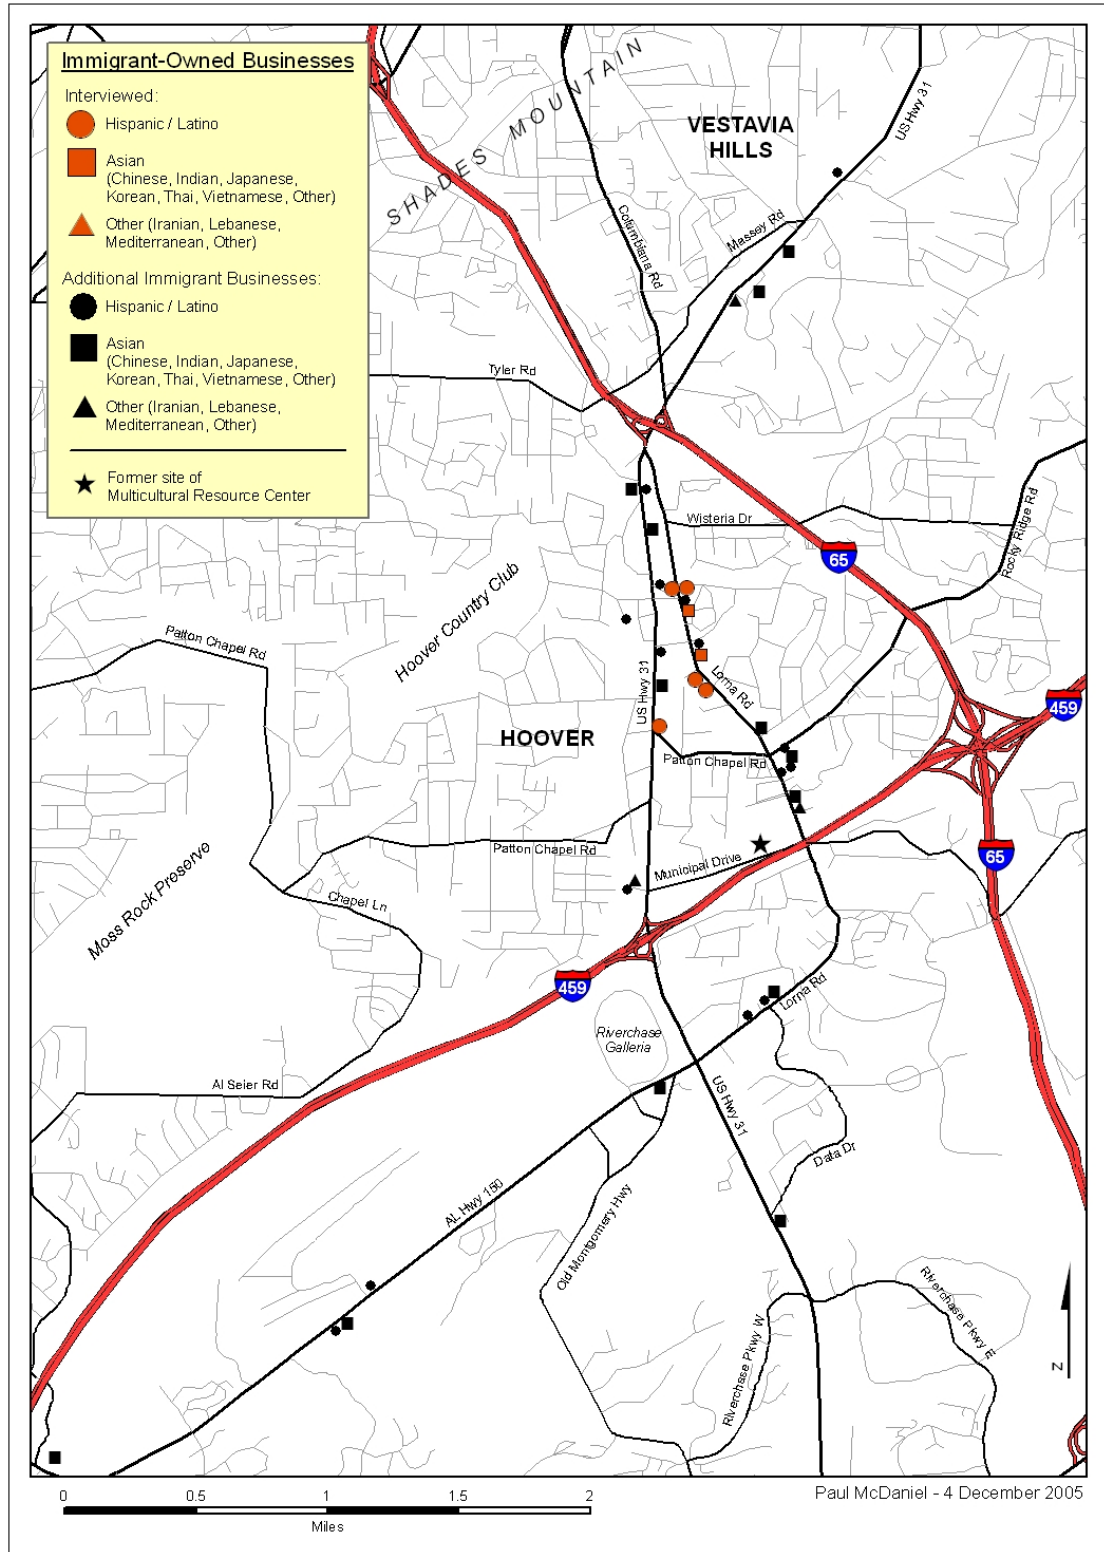 Immigrant-Owned Businesses
Interviewed:
Hispanic / Latino
Asian
(Chinese, Indian, Japanese,
Korean, Thai, Vietnamese, Other)
Other (Iranian, Lebanese,
Mediterranean, Other)
Additional Immigrant Businesses:
Hispanic / Latino
Asian
(Chinese, Indian, Japanese,
Korean, Thai, Vietnamese, Other)
Other (Iranian, Lebanese,
Mediterranean, Other)
Former site of
Multicultural Resource Center
SHADES MOUNTAIN
VESTAVIA
HILLS
US Hwy 31
Columbiana Rd
Massey Rd
Tyler Rd
Wisteria Dr
Rocky Ridge Rd
65
Hoover Country Club
Patton Chapel Rd
US Hwy 31
Lorna Rd
459
HOOVER
Patton Chapel Rd
Patton Chapel Rd
Municipal Drive
65
Moss Rock Preserve
Chapel Ln
459
Lorna Rd
Riverchase
Galleria
Al Seier Rd
US Hwy 31
Data Dr
AL Hwy 150
Old Montgomery Hwy
Riverchase Pkwy W
Riverchase Pkwy E
N
0 0.5 1 1.5 2
Miles
Paul McDaniel - 4 December 2005